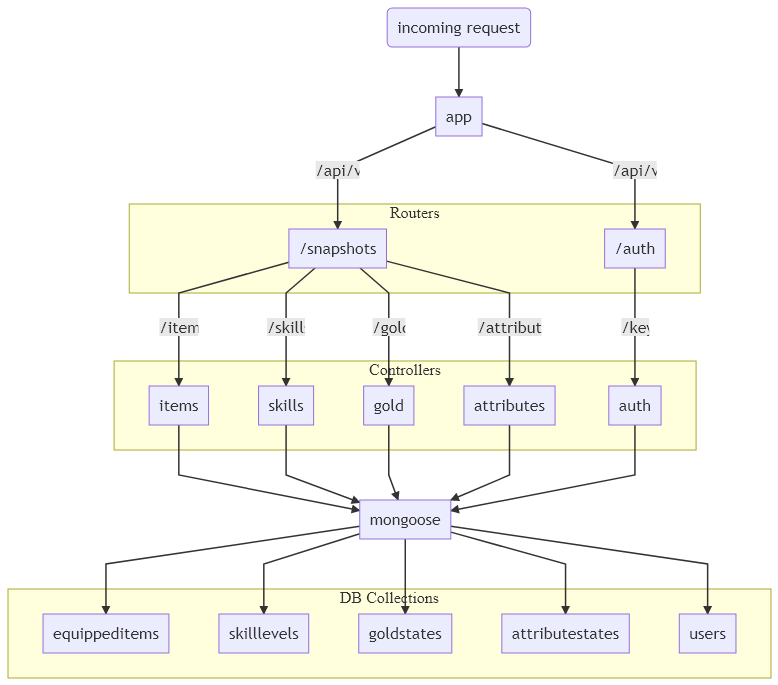 incoming request
app
/api/v
/api/v
Routers
/snapshots
/auth
/item
/skill
/gold
/attribut
/key
Controllers
items
skills
gold
attributes
auth
mongoose
DB Collections
equippeditems
skilllevels
goldstates
attributestates
users